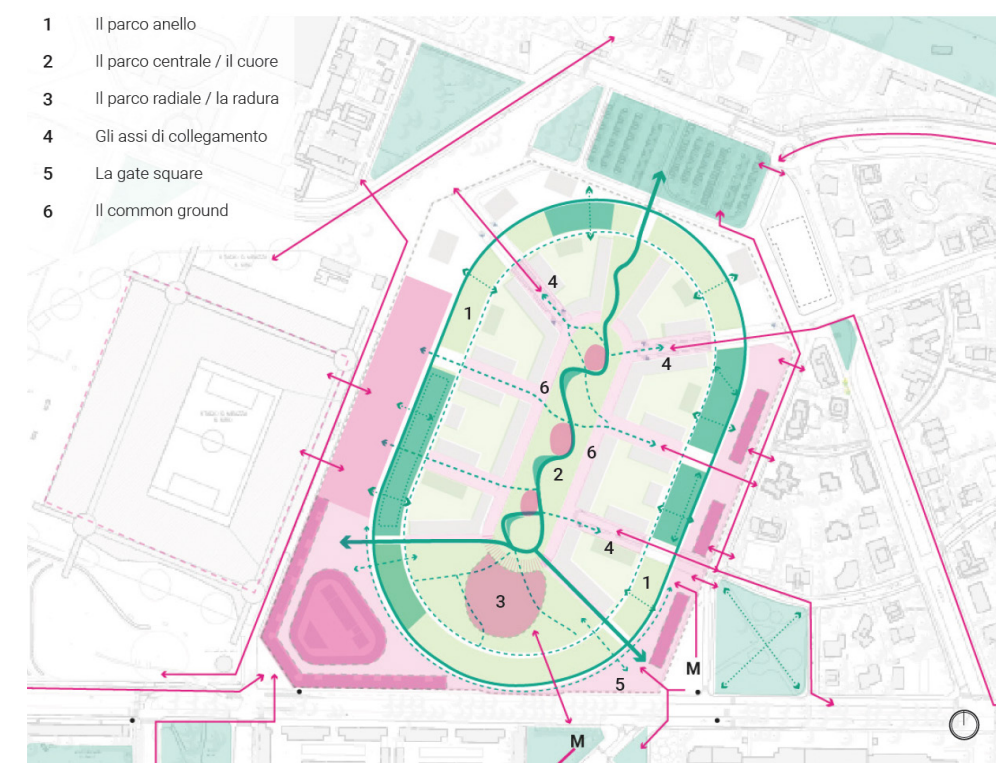 1 Il parco anello
2 Il parco centrale / il cuore
3 Il parco radiale / la radura
4 Gli assi di collegamento
5 La gate square
6 Il common ground
4
1
4
6
6
2
4
1
3
M
5
M